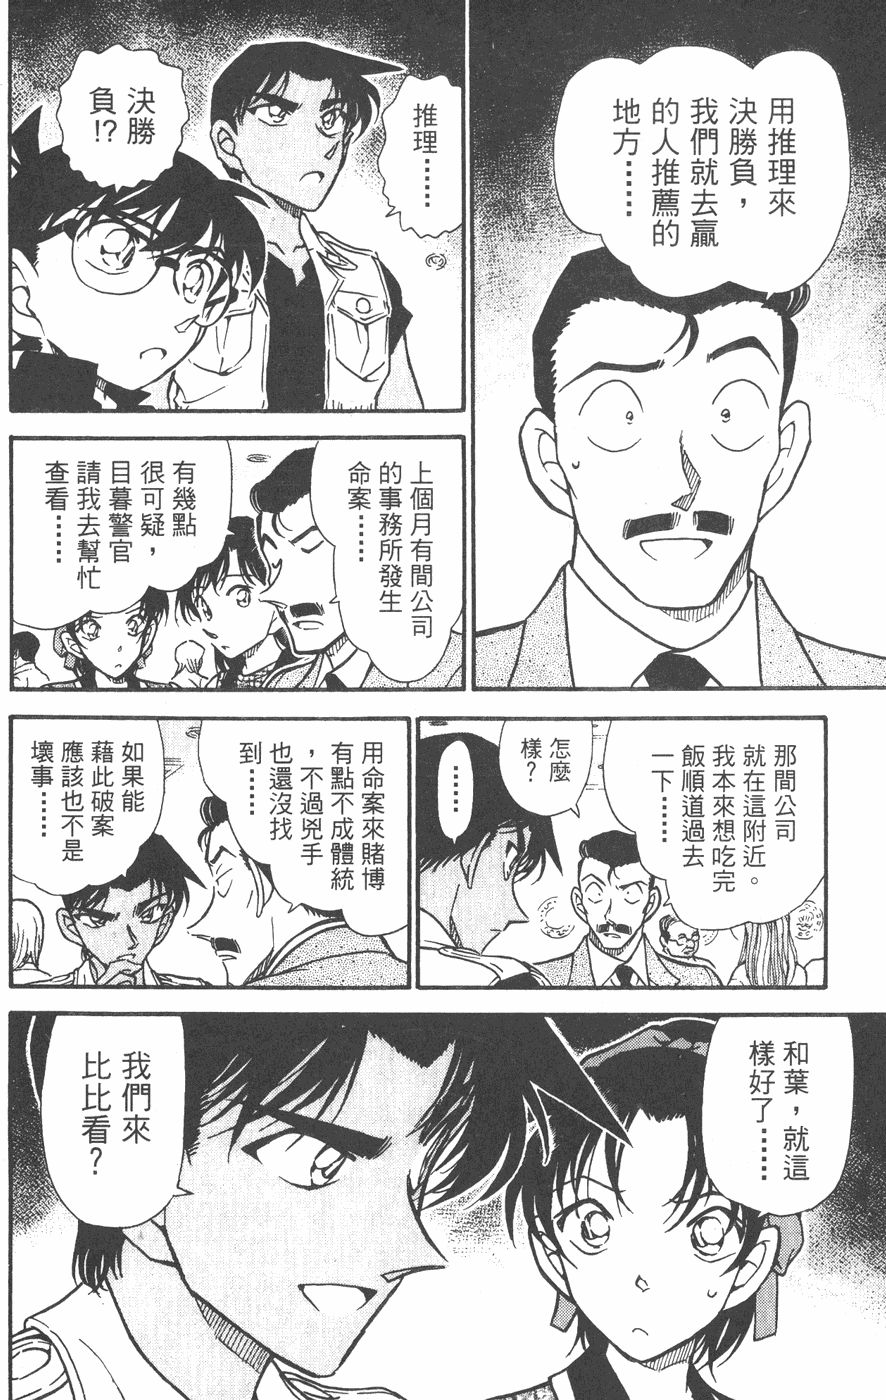 用推理來
決勝負，
我們就去贏
的人推薦的
地方……
推理……
決勝
負!?
上個月有間公司
的事務所發生
命案……
有幾點
很可疑，
目暮警官
請我去幫忙
查看……
那間公司
就在這附近。
我本來想吃完
飯順道過去
一下……
怎麼
樣？
……
用命案來賭博
有點不成體統
，不過兇手
也還沒找
到……
如果能
藉此破案
應該也不是
壞事……
和葉，就這
樣好了……
我們來
比比看？